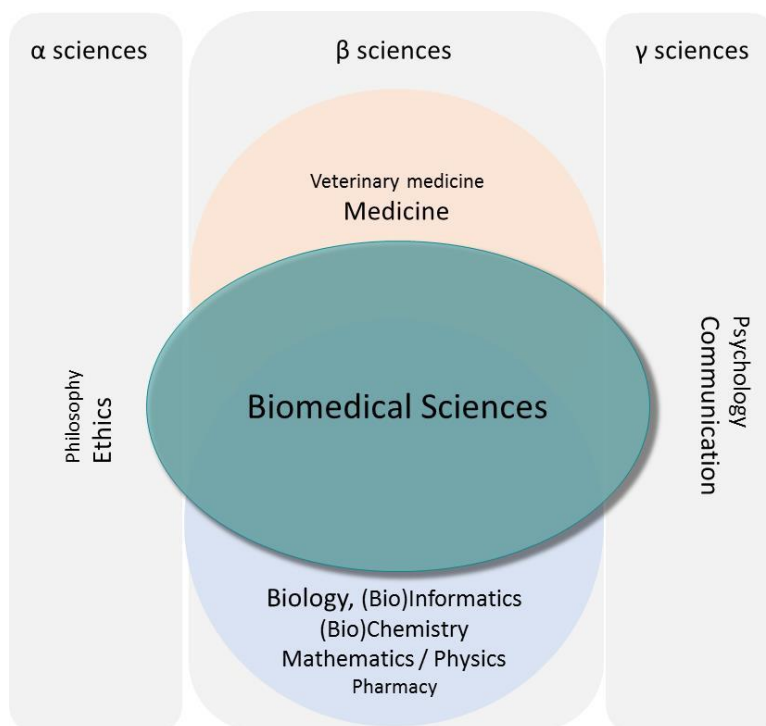 α sciences
β sciences
γ sciences
Veterinary medicine
Medicine
Philosophy
Ethics
Biomedical Sciences
Psychology
Communication
Biology, (Bio)Informatics
(Bio)Chemistry
Mathematics / Physics
Pharmacy